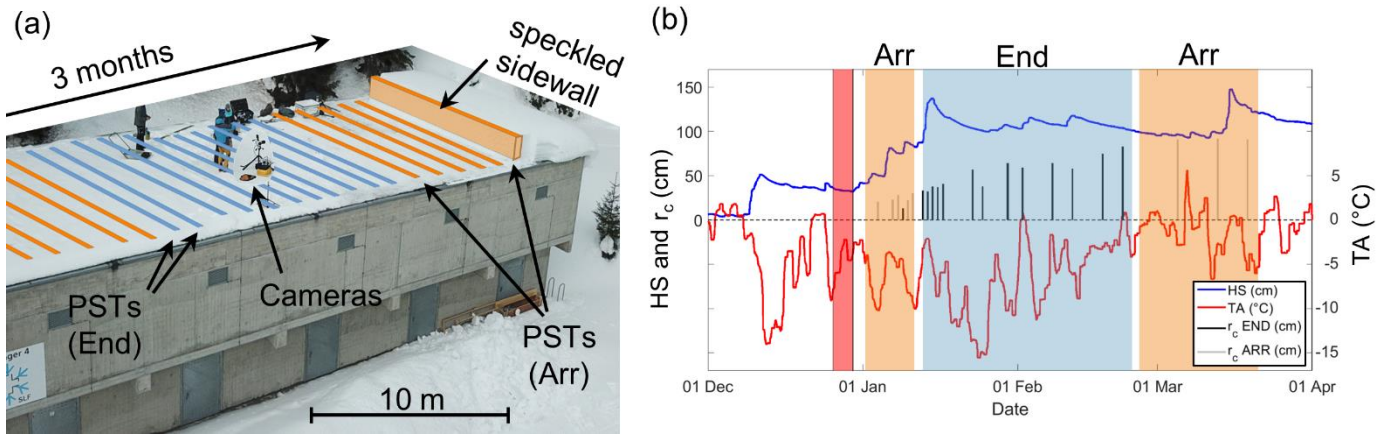 (a)
3 months
speckled
sidewall
PSTs
(End)
Cameras
PSTs
(Arr)
10 m
SLF
(b)
Arr
End
Arr
HS and r_c (cm)
150
100
50
0
5
0
-5
-10
-15
TA (°C)
HS (cm)
TA (°C)
r_c END (cm)
r_c ARR (cm)
01 Dec
01 Jan
01 Feb
01 Mar
01 Apr
Date